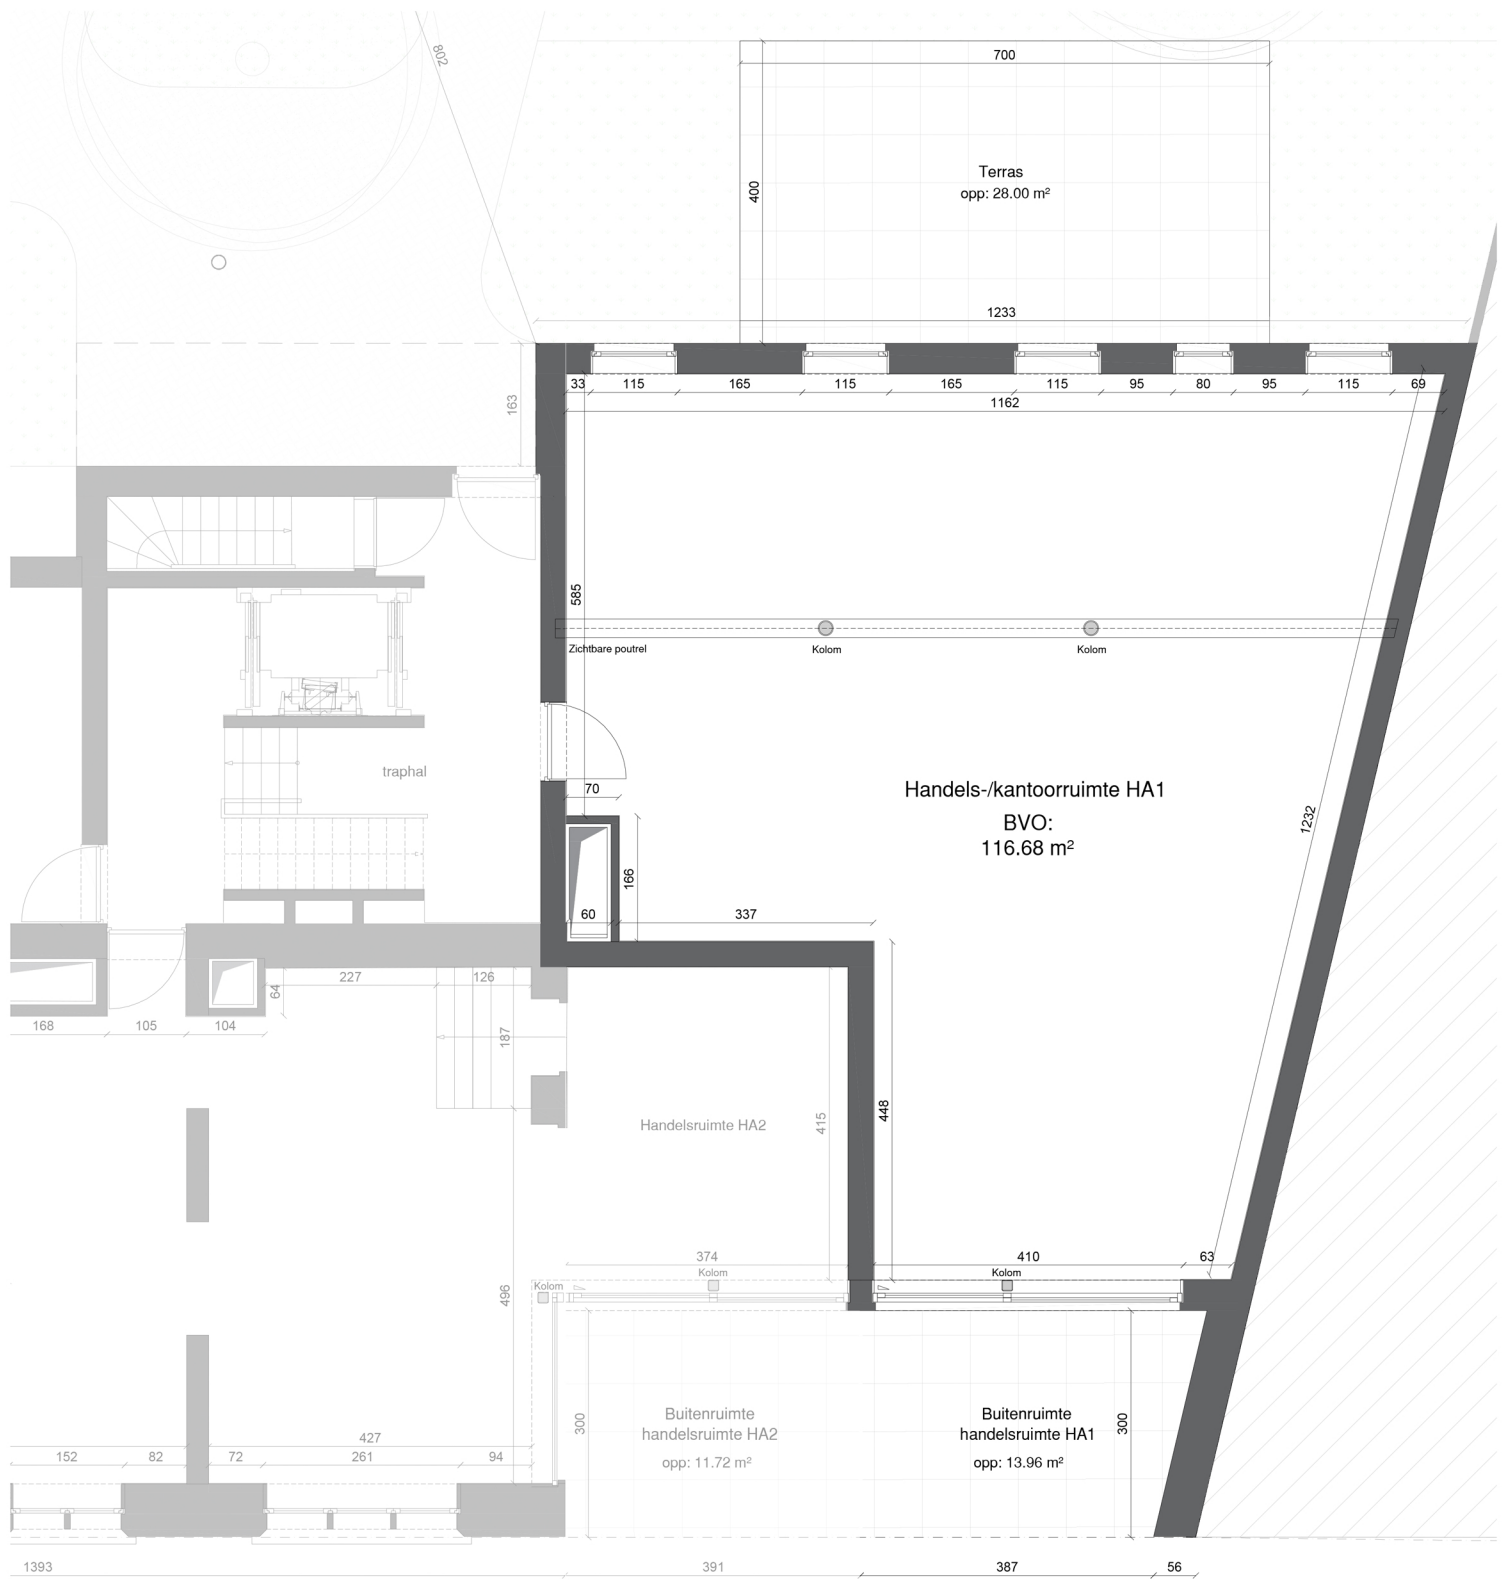 802
700
400
Terras
opp: 28.00 m²
1233
33
115
165
115
165
115
95
80
95
115
69
1162
163
585
Zichtbare poutrel
Kolom
Kolom
traphal
70
Handels-/kantoorruimte HA1
BVO:
116.68 m²
1232
166
60
337
227
126
64
168
105
104
187
448
415
Handelsruimte HA2
374
410
63
Kolom
Kolom
Kolom
496
Buitenruimte
handelsruimte HA2
opp: 11.72 m²
300
Buitenruimte
handelsruimte HA1
opp: 13.96 m²
300
427
152
82
72
261
94
1393
391
387
56